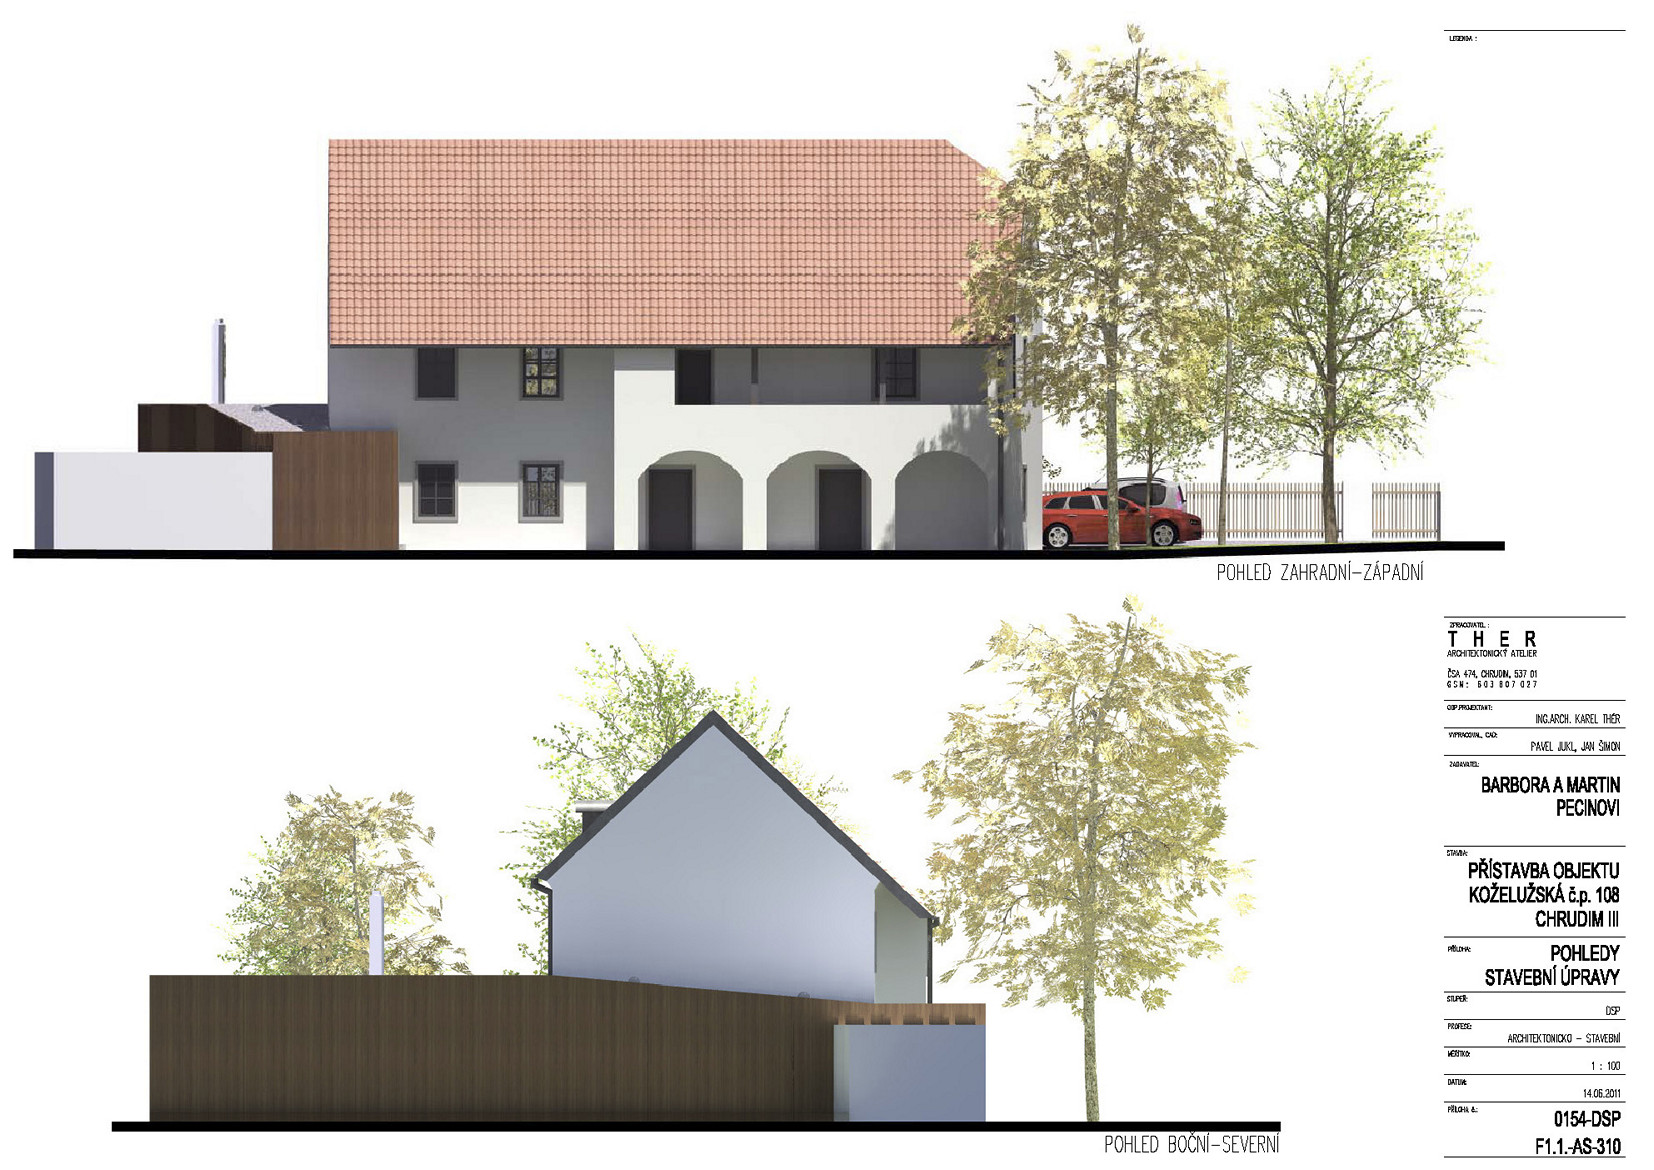 LEGENDA :
POHLED ZAHRADNÍ-ZÁPADNÍ
POHLED BOČNÍ-SEVERNÍ
ZPRACOVATEL :
T H E R
ARCHITEKTONICKÝ ATELIER
ČSA 474, CHRUDIM, 537 01
GSM: 603 807 027
ODP.PROJEKTANT:
ING.ARCH. KAREL THÉR
VYPRACOVAL, CAD:
PAVEL JUKL, JAN ŠIMON
ZADAVATEL:
BARBORA A MARTIN
PECINOVI
STAVBA:
PŘÍSTAVBA OBJEKTU
KOŽELUŽSKÁ č.p. 108
CHRUDIM III
PŘÍLOHA:
POHLEDY
STAVEBNÍ ÚPRAVY
STUPEŇ:
DSP
PROFESE:
ARCHITEKTONICKO - STAVEBNÍ
MĚŘÍTKO:
1 : 100
DATUM:
14.06.2011
PŘÍLOHA č.:
0154-DSP
F1.1.-AS-310